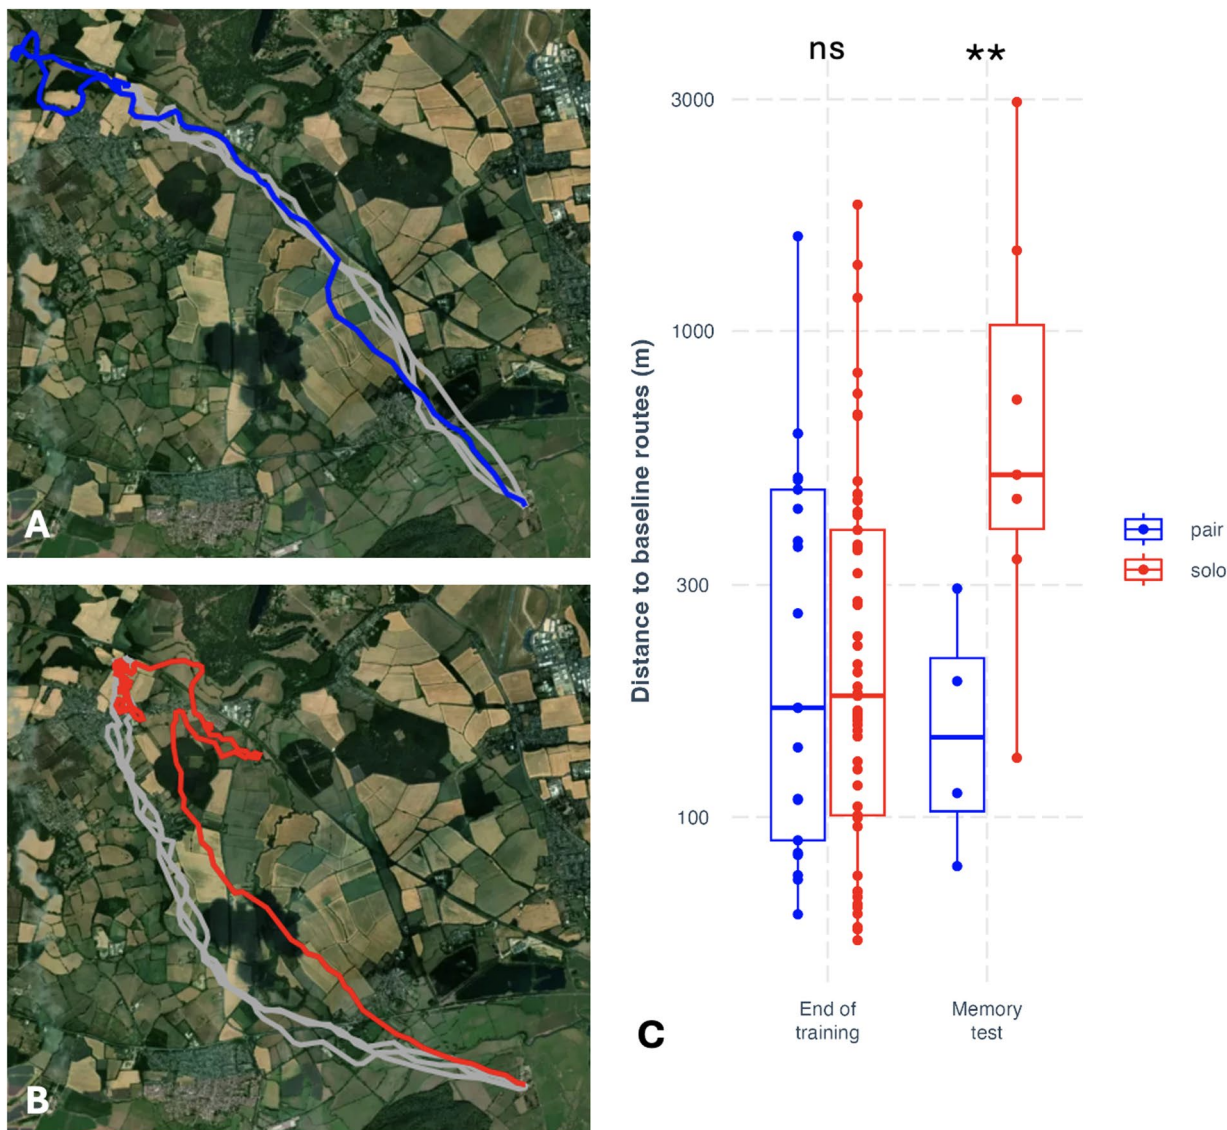 A
B
ns
**
3000
1000
300
100
Distance to baseline routes (m)
End of
training
Memory
test
pair
solo
C